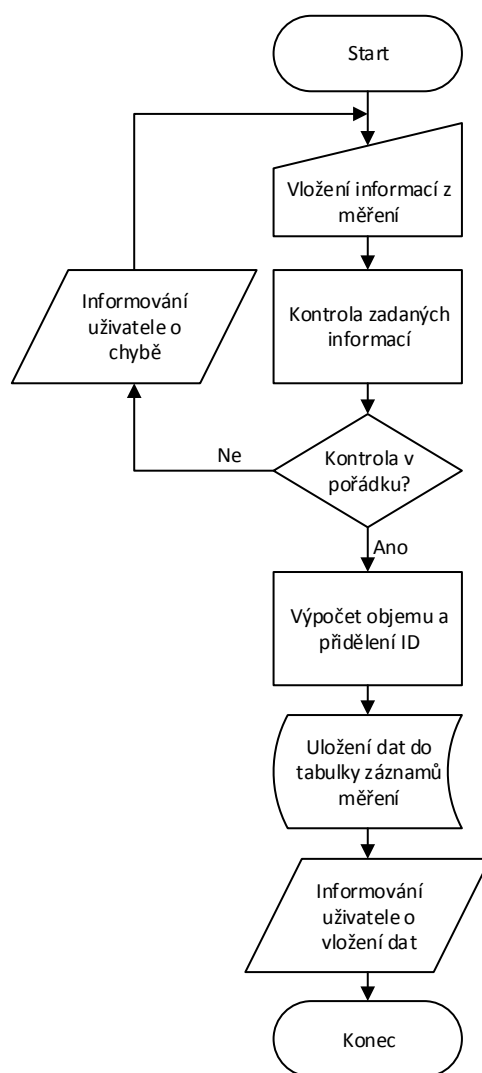 Start
Vložení informací z
měření
Informování
uživatele o
chybě
Kontrola zadaných
informací
Ne
Kontrola v
pořádku?
Ano
Výpočet objemu a
přidělení ID
Uložení dat do
tabulky záznamů
měření
Informování
uživatele o
vložení dat
Konec